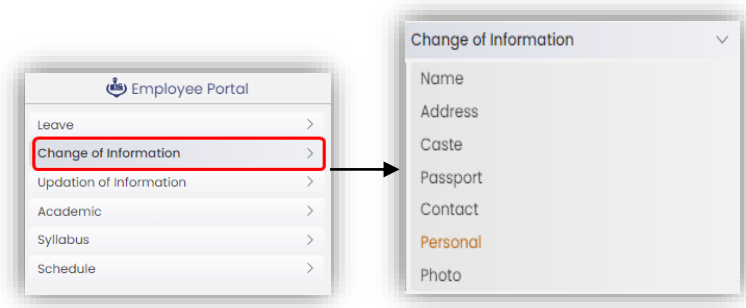 Employee Portal
Leave
Change of Information
Updation of Information
Academic
Syllabus
Schedule
Change of Information
Name
Address
Caste
Passport
Contact
Personal
Photo